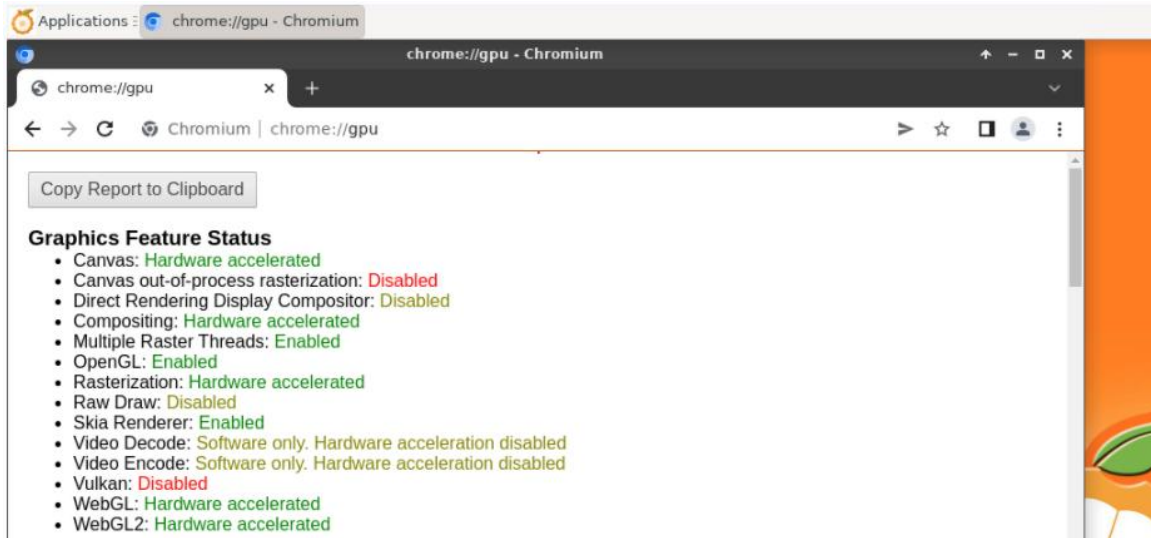 Applications
chrome://gpu - Chromium
chrome://gpu - Chromium
chrome://gpu
Chromium | chrome://gpu
Copy Report to Clipboard
Graphics Feature Status
• Canvas: Hardware accelerated
• Canvas out-of-process rasterization: Disabled
• Direct Rendering Display Compositor: Disabled
• Compositing: Hardware accelerated
• Multiple Raster Threads: Enabled
• OpenGL: Enabled
• Rasterization: Hardware accelerated
• Raw Draw: Disabled
• Skia Renderer: Enabled
• Video Decode: Software only. Hardware acceleration disabled
• Video Encode: Software only. Hardware acceleration disabled
• Vulkan: Disabled
• WebGL: Hardware accelerated
• WebGL2: Hardware accelerated